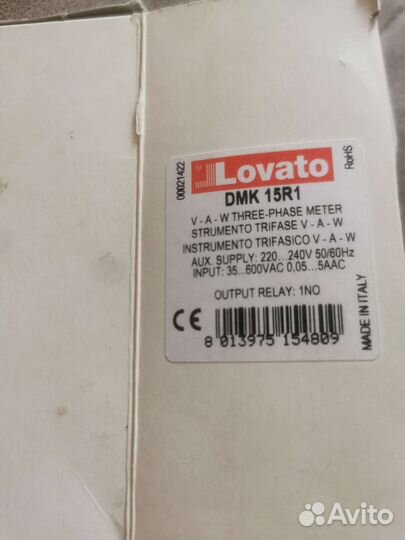 Lovato
DMK 15R1
V - A - W THREE-PHASE METER
STRUMENTO TRIFASE V - A - W
INSTRUMENTO TRIFASICO V - A - W
AUX. SUPPLY: 220...240V 50/60Hz
INPUT: 35...600VAC 0,05...5AAC
OUTPUT RELAY: 1NO
CE
8 013975 154809
00021422
RoHS
MADE IN ITALY
Avito